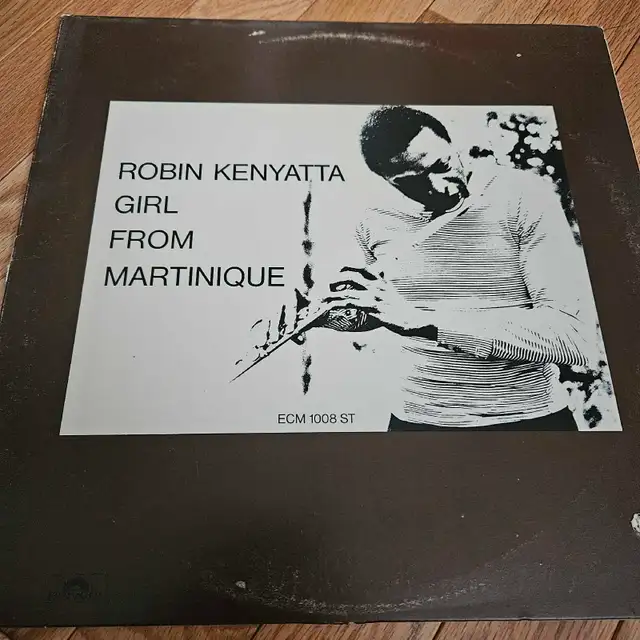 ROBIN KENYATTA
GIRL
FROM
MARTINIQUE
ECM 1008 ST